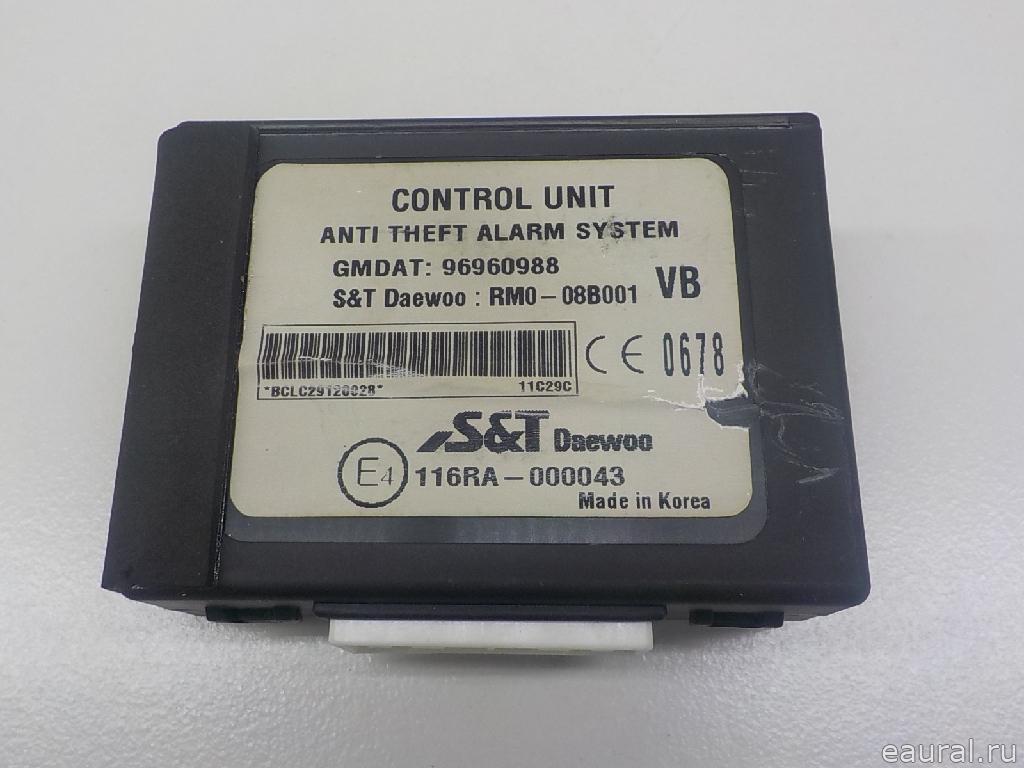 CONTROL UNIT
ANTI THEFT ALARM SYSTEM
GMDAT: 96960988
S&T Daewoo : RM0-08B001 VB
*BCLC29120028* 11C29C
CE 0678
S&T Daewoo
E4 116RA-000043
Made in Korea
eaural.ru